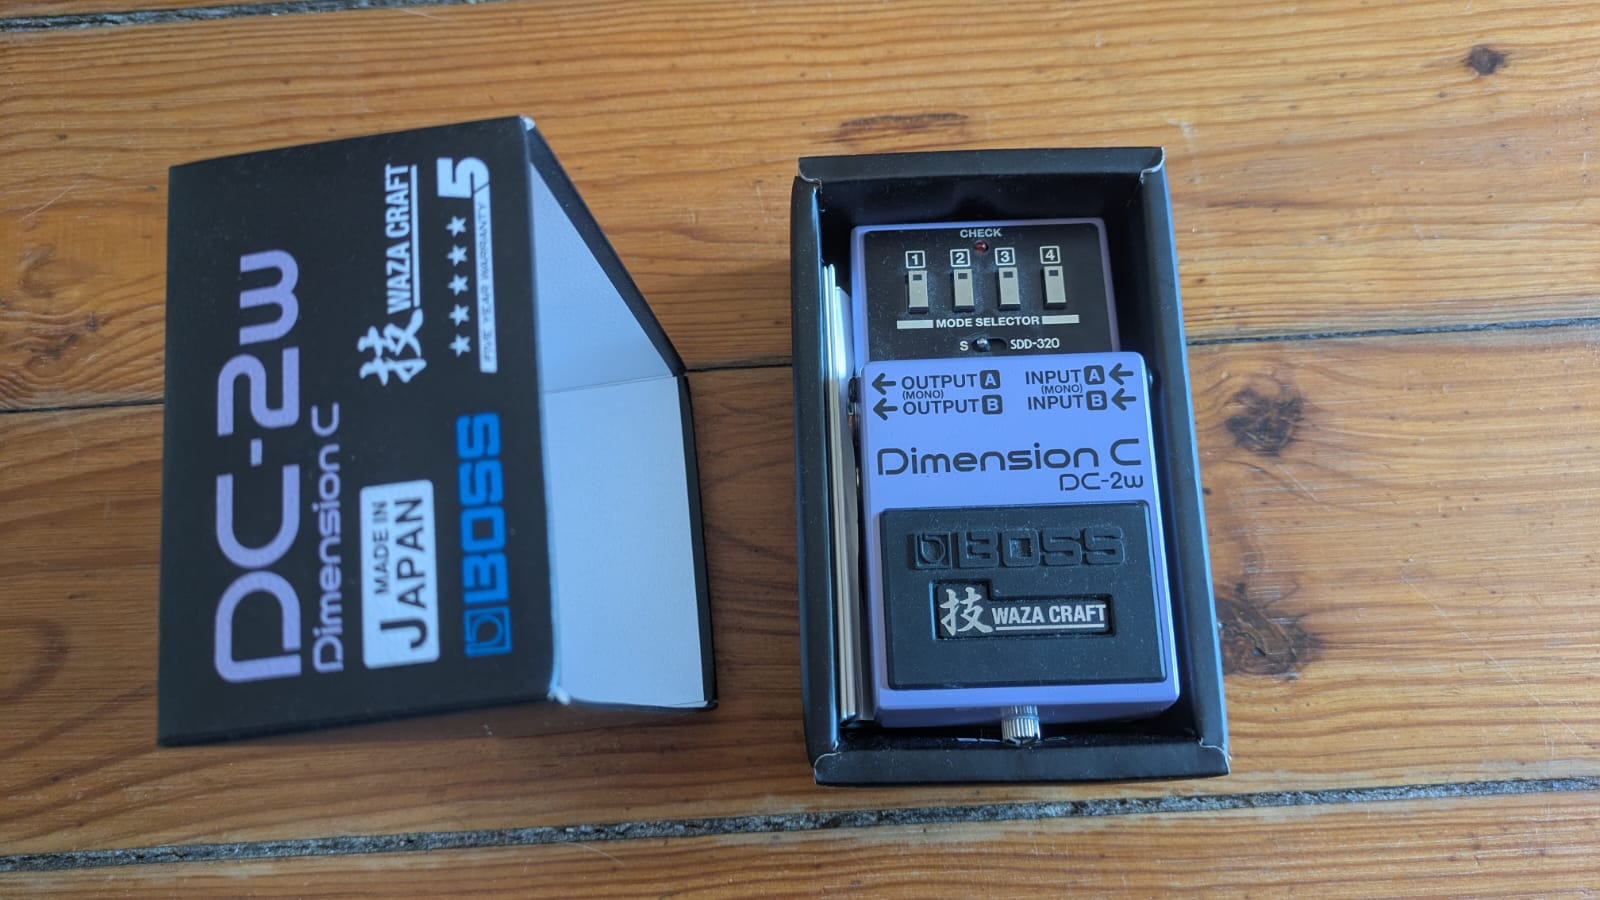 DC-2w
Dimension C
技 WAZA CRAFT
★★★★★ 5
FIVE YEAR WARRANTY
MADE IN
JAPAN
BOSS
CHECK
1 2 3 4
MODE SELECTOR
S SDD-320
← OUTPUT A INPUT A ←
(MONO) (MONO)
← OUTPUT B INPUT B ←
Dimension C
DC-2w
BOSS
技 WAZA CRAFT